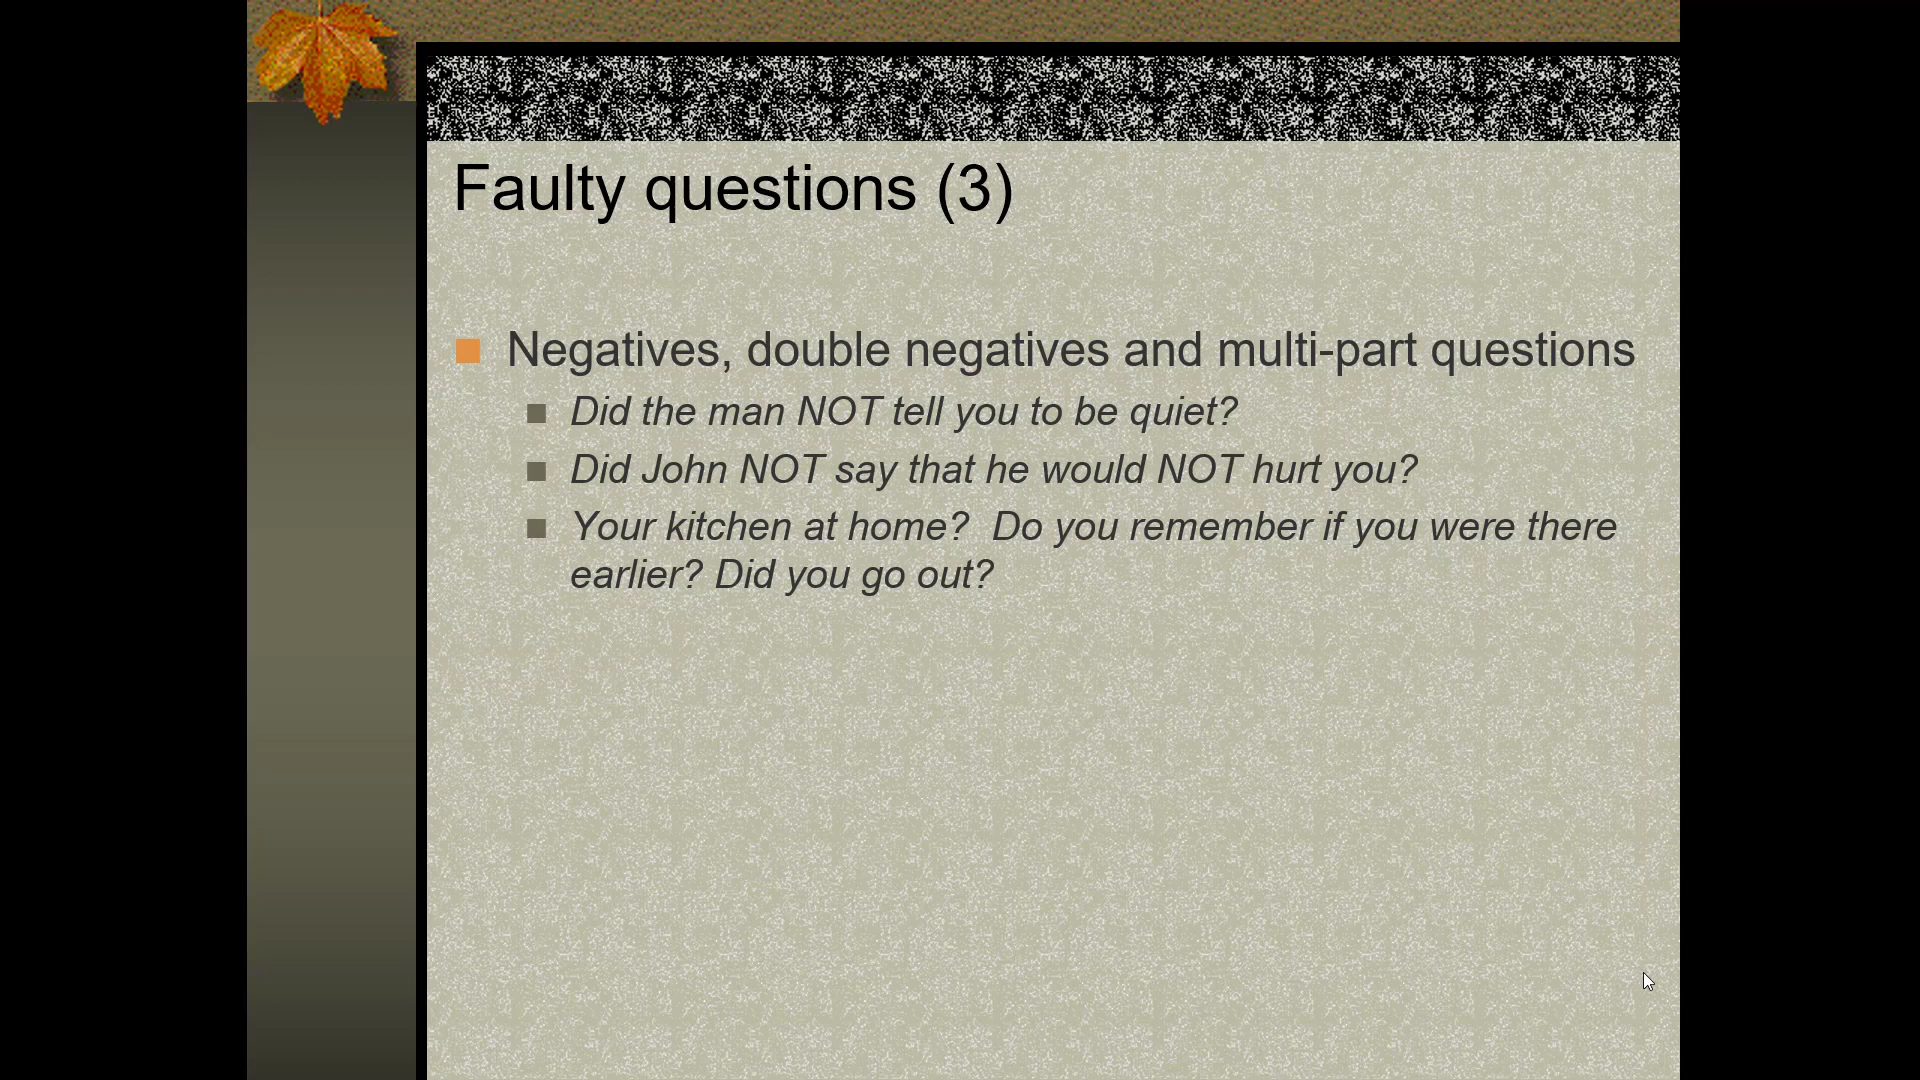 Faulty questions (3)
Negatives, double negatives and multi-part questions
Did the man NOT tell you to be quiet?
Did John NOT say that he would NOT hurt you?
Your kitchen at home?  Do you remember if you were there
earlier? Did you go out?